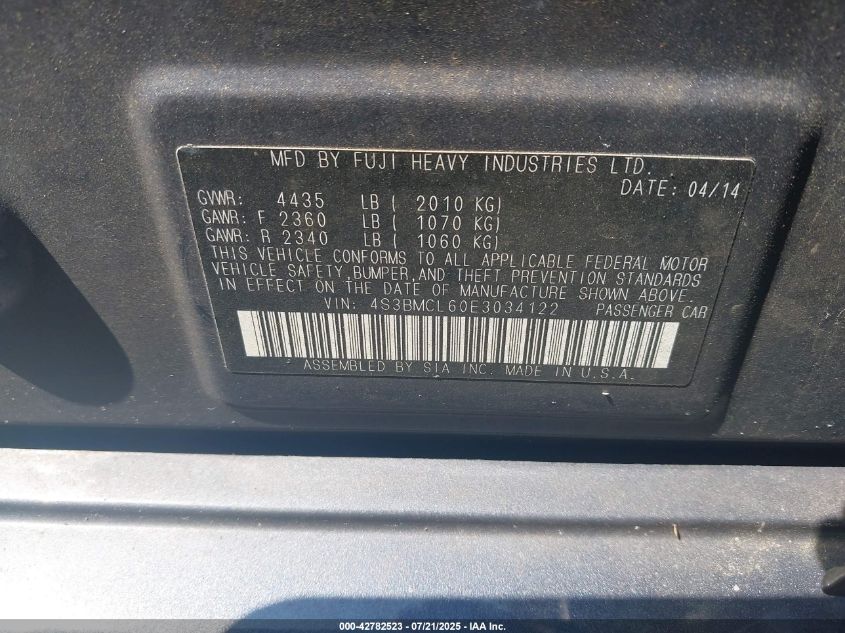 MFD BY FUJI HEAVY INDUSTRIES LTD.
DATE: 04/14
GVWR: 4435 LB ( 2010 KG)
GAWR: F 2360 LB ( 1070 KG)
GAWR: R 2340 LB ( 1060 KG)
THIS VEHICLE CONFORMS TO ALL APPLICABLE FEDERAL MOTOR
VEHICLE SAFETY, BUMPER, AND THEFT PREVENTION STANDARDS
IN EFFECT ON THE DATE OF MANUFACTURE SHOWN ABOVE.
VIN: 4S3BMCL60E3034122 PASSENGER CAR
ASSEMBLED BY SIA INC. MADE IN U.S.A.
000-42782523 - 07/21/2025 - IAA Inc.